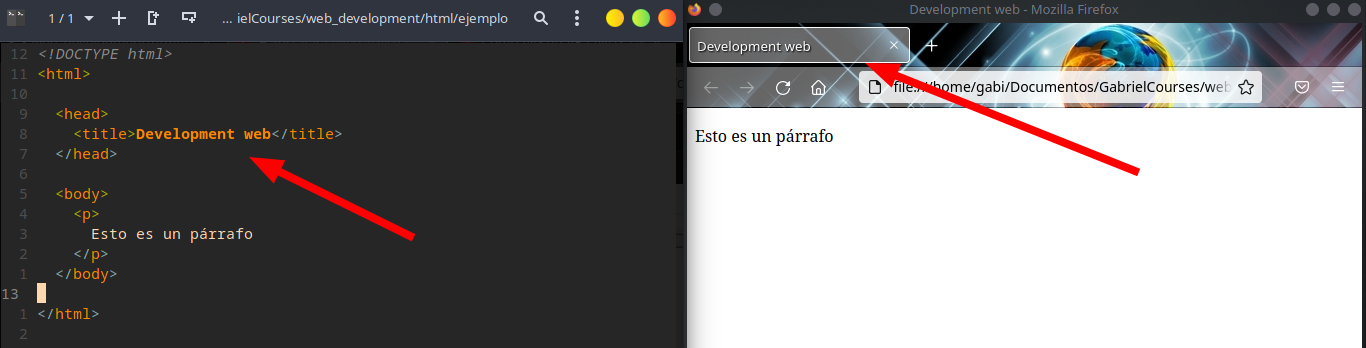 1 / 1
... ielCourses/web_development/html/ejemplo
12 <!DOCTYPE html>
11 <html>
10
9 <head>
8 <title>Development web</title>
7 </head>
6
5 <body>
4 <p>
3 Esto es un párrafo
2 </p>
1 </body>
13
1 </html>
2
Development web - Mozilla Firefox
Development web
file:///home/gabi/Documentos/GabrielCourses/web
Esto es un párrafo